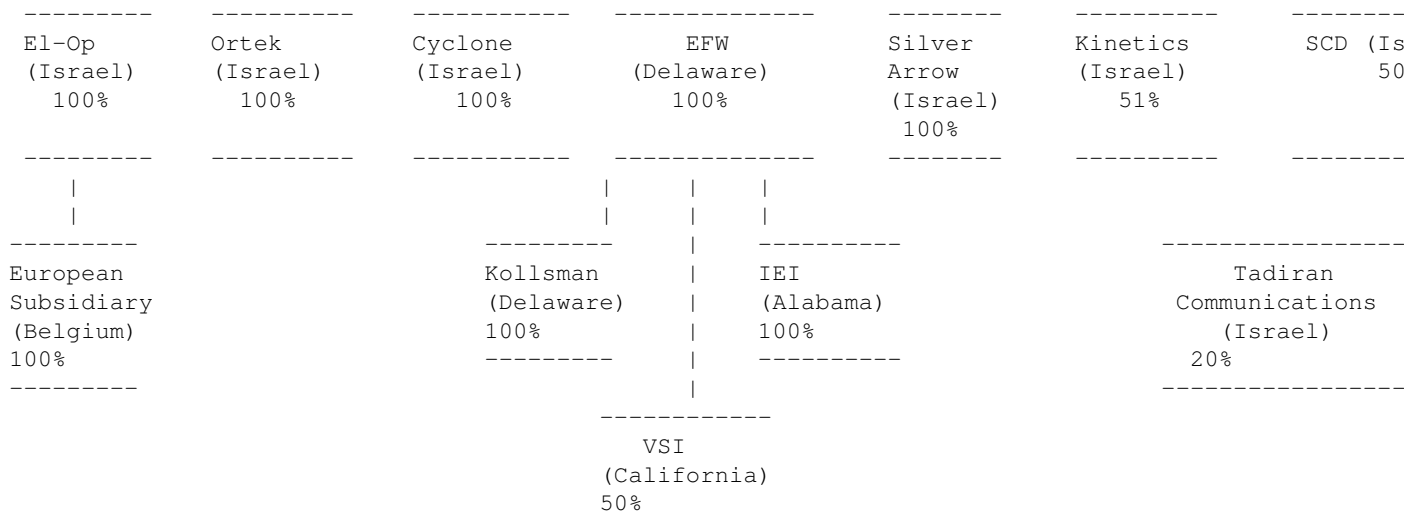 --------- ---------- ----------- -------------- -------- ---------- --------
El-Op Ortek Cyclone EFW Silver Kinetics SCD (Is
(Israel) (Israel) (Israel) (Delaware) Arrow (Israel) 50
100% 100% 100% 100% (Israel) 51%
100%
--------- ---------- ----------- -------------- -------- ---------- --------
| | | |
| | | |
--------- --------- | ---------- -----------------
European Kollsman | IEI Tadiran
Subsidiary (Delaware) | (Alabama) Communications
(Belgium) 100% | 100% (Israel)
100% --------- | ---------- 20%
--------- | -----------------
------------
VSI
(California)
50%